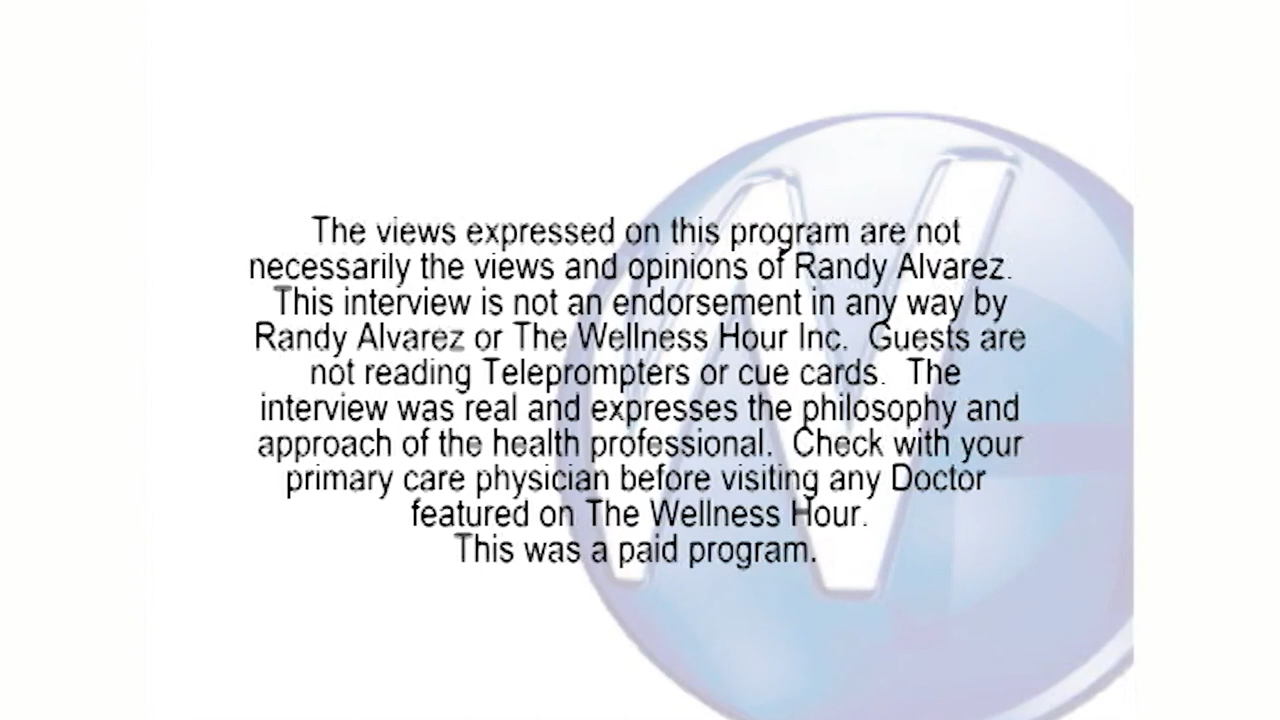 The views expressed on this program are not
necessarily the views and opinions of Randy Alvarez.
This interview is not an endorsement in any way by
Randy Alvarez or The Wellness Hour Inc.  Guests are
not reading Teleprompters or cue cards.  The
interview was real and expresses the philosophy and
approach of the health professional.  Check with your
primary care physician before visiting any Doctor
featured on The Wellness Hour.
This was a paid program.